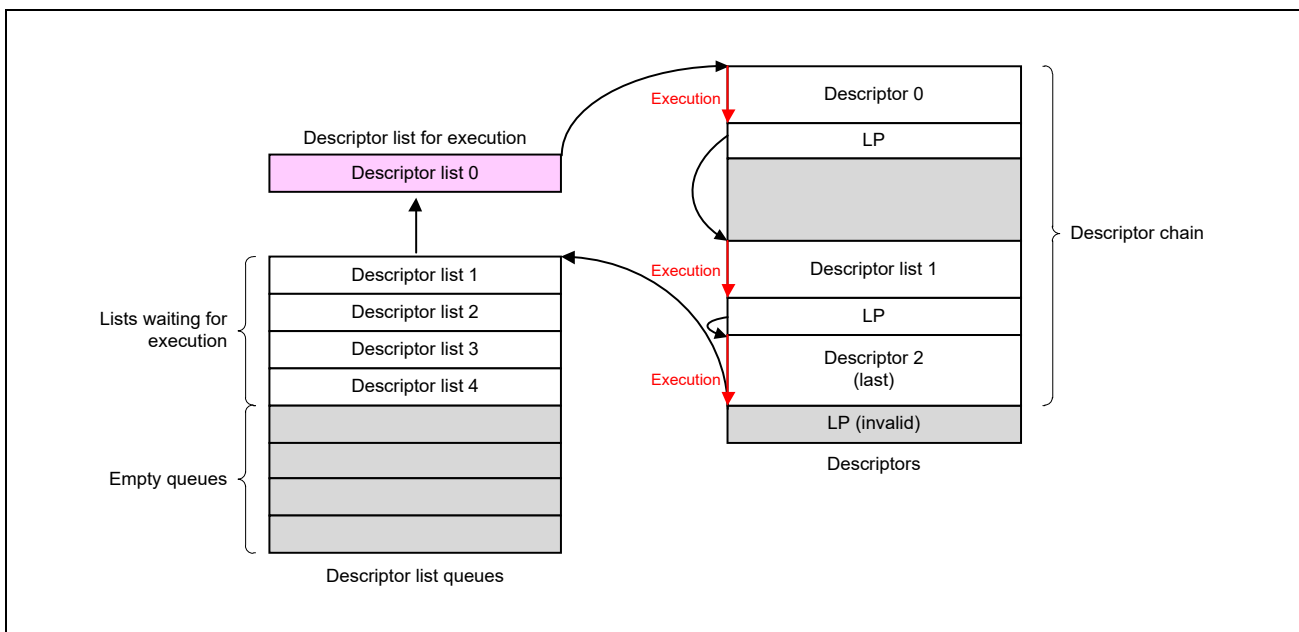 Descriptor list for execution
Descriptor list 0
Descriptor list 1
Descriptor list 2
Descriptor list 3
Descriptor list 4
Lists waiting for
execution
Empty queues
Descriptor list queues
Execution
Descriptor 0
LP
Execution
Descriptor list 1
LP
Execution
Descriptor 2
(last)
LP (invalid)
Descriptors
Descriptor chain